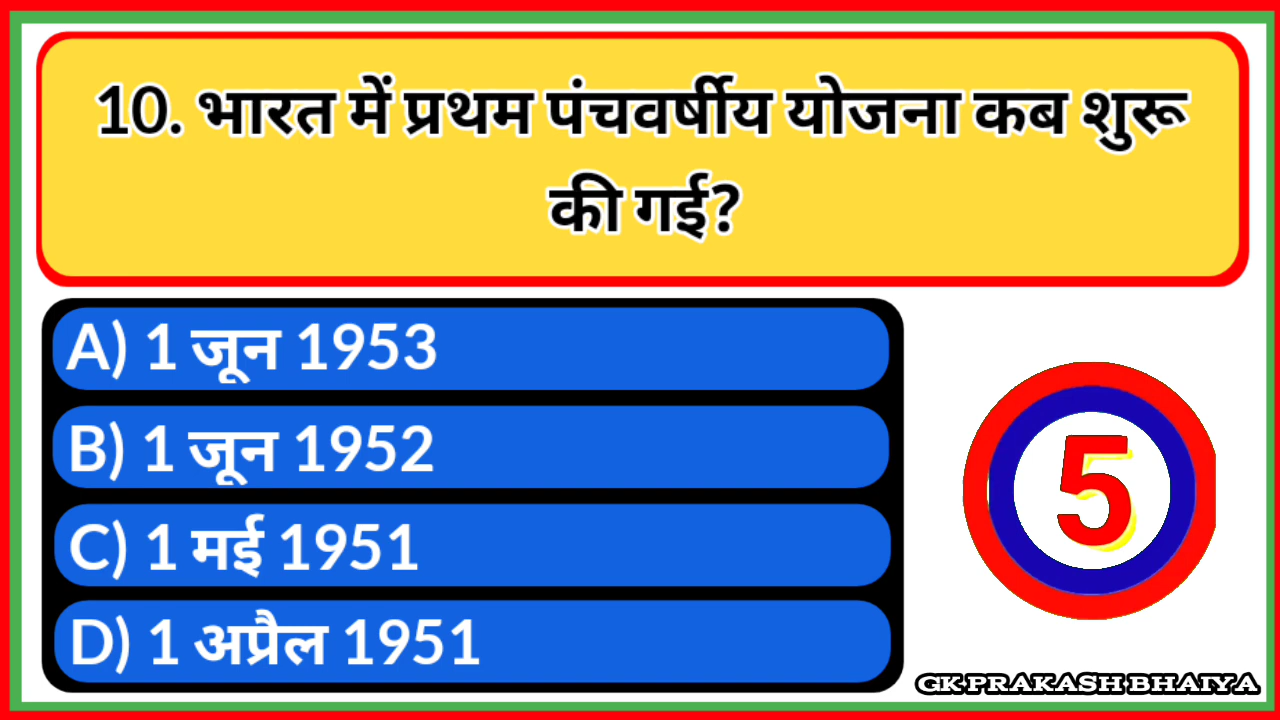 10. भारत में प्रथम पंचवर्षीय योजना कब शुरू
की गई?
A) 1 जून 1953
B) 1 जून 1952
C) 1 मई 1951
D) 1 अप्रैल 1951
5
GK PRAKASH BHAIYA